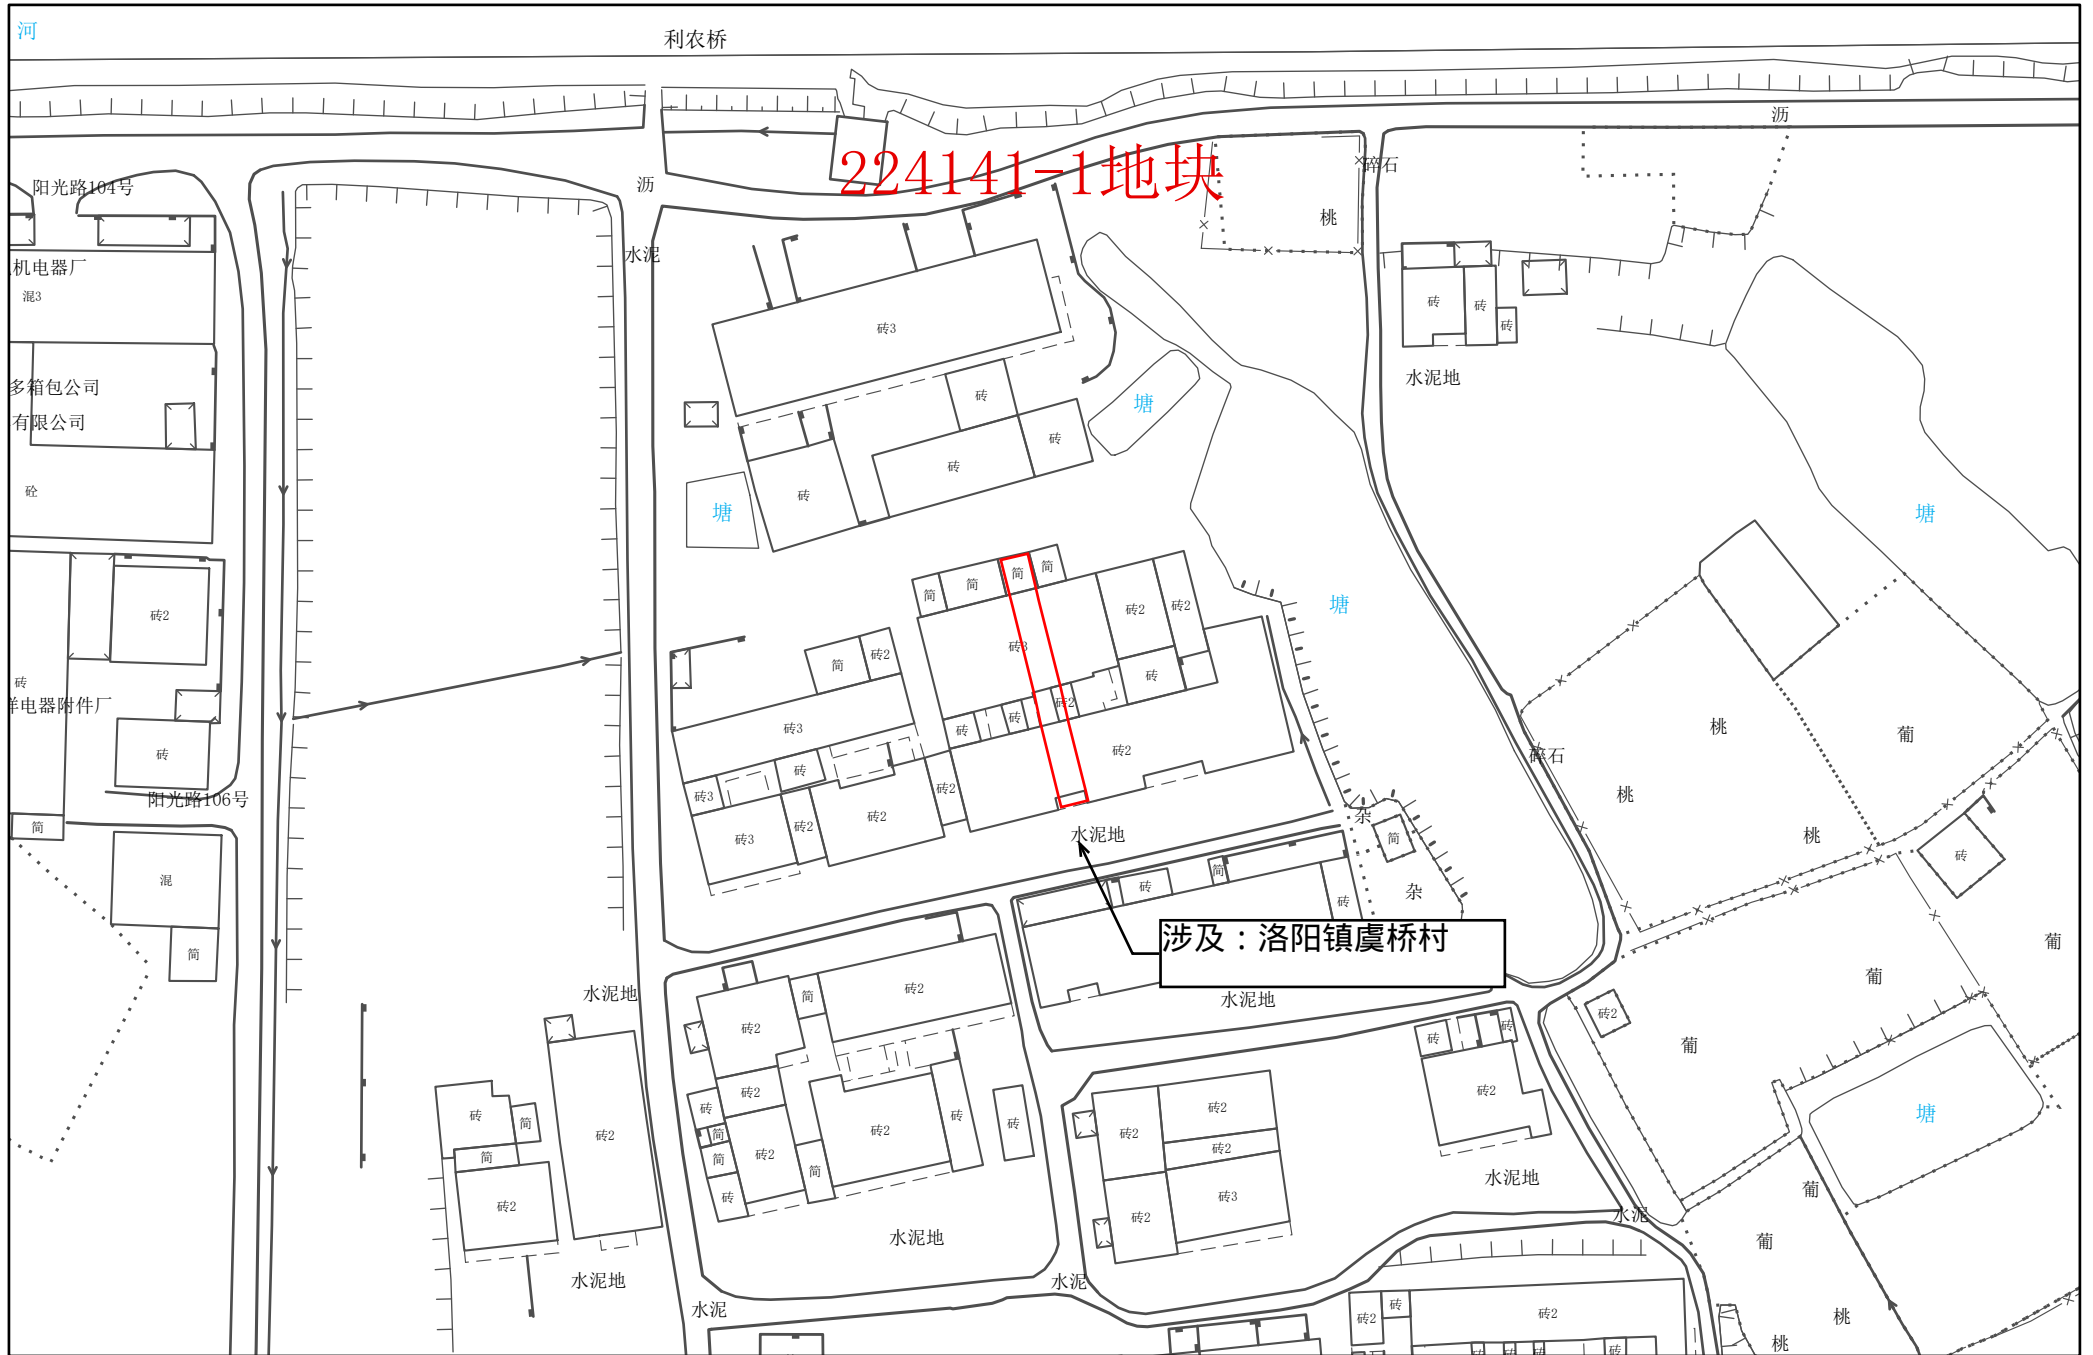 河
利农桥
沥
224141-1地块
碎石
阳光路104号
沥
桃
水泥
机电器厂
混3
砖
砖
砖
砖3
水泥地
多箱包公司
砖
塘
有限公司
砖
砖
砼
砖
塘
塘
简
简
简
简
塘
砖2
砖2
砖2
砖3
简
砖2
砖
砖
砖2
羊电器附件厂
砖3
砖
砖
砖2
桃
葡
砖
砖
碎石
砖3
砖2
桃
阳光路106号
砖2
砖2
砖3
水泥地
杂
简
桃
简
砖
混
简
砖
砖
杂
涉及：洛阳镇虞桥村
葡
简
葡
水泥地
简
砖2
水泥地
砖2
砖2
砖
砖
葡
砖2
砖2
砖
砖
简
砖2
简
砖2
砖2
砖
砖
砖2
砖2
砖2
塘
简
简
砖2
简
砖
砖2
砖2
砖3
砖2
水泥地
葡
水泥
水泥地
葡
水泥地
水泥
水泥
砖2
砖
砖2
桃
桃
砖
砖
砖
砖